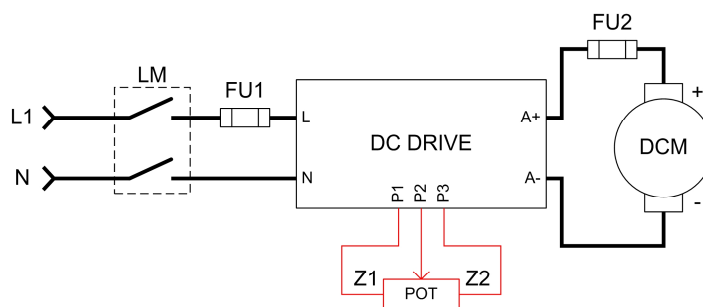 FU2
LM
FU1
L1
L
A+
+
DC DRIVE
DCM
N
N
A-
-
P1
P2
P3
Z1
Z2
POT